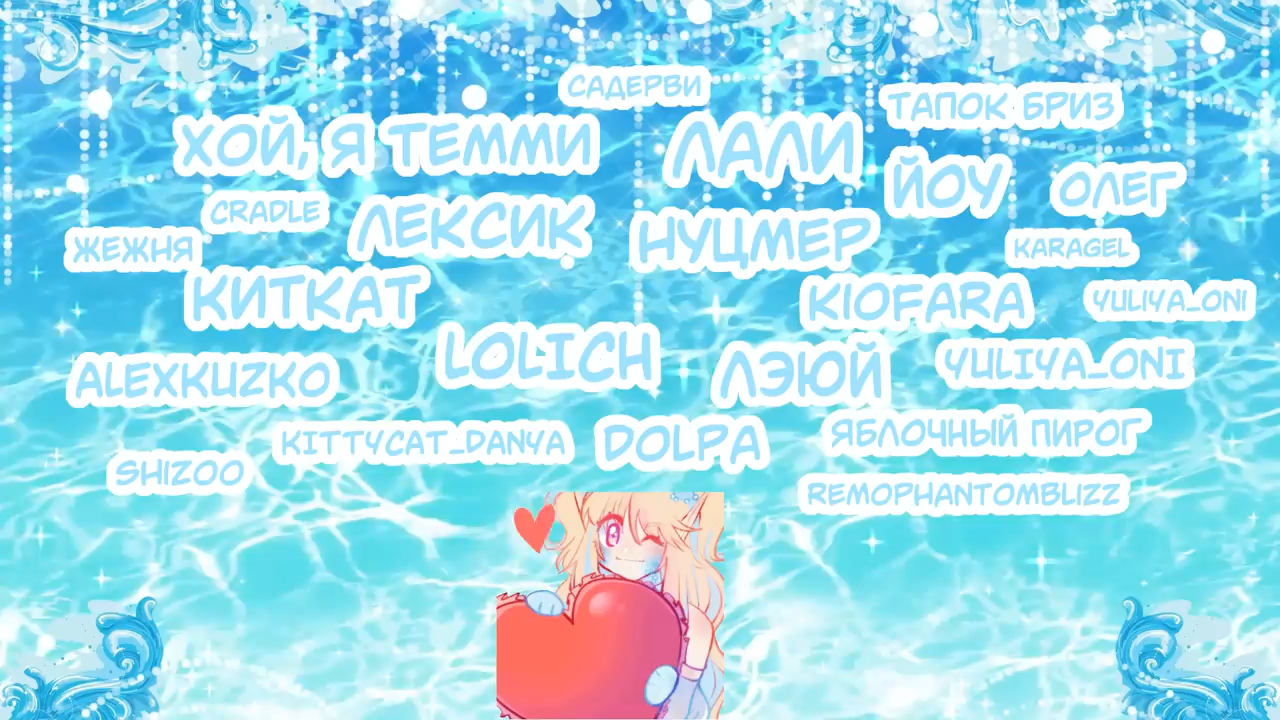 САДЕРВИ
ТАПОК БРИЗ
ХОЙ, Я ТЕММИ
ЛАЛИ
ЙОУ
ОЛЕГ
CRADLE
ЛЕКСИК
НУЦМЕР
ЖЕЖНЯ
KARAGEL
КИТКАТ
KIOFARA
YULIYA_ONI
LOLICH
ЛЭЮЙ
YULIYA_ONI
ALEXKUZKO
KITTYCAT_DANYA
DOLPA
ЯБЛОЧНЫЙ ПИРОГ
SHIZOO
REMOPHANTOMBLIZZ